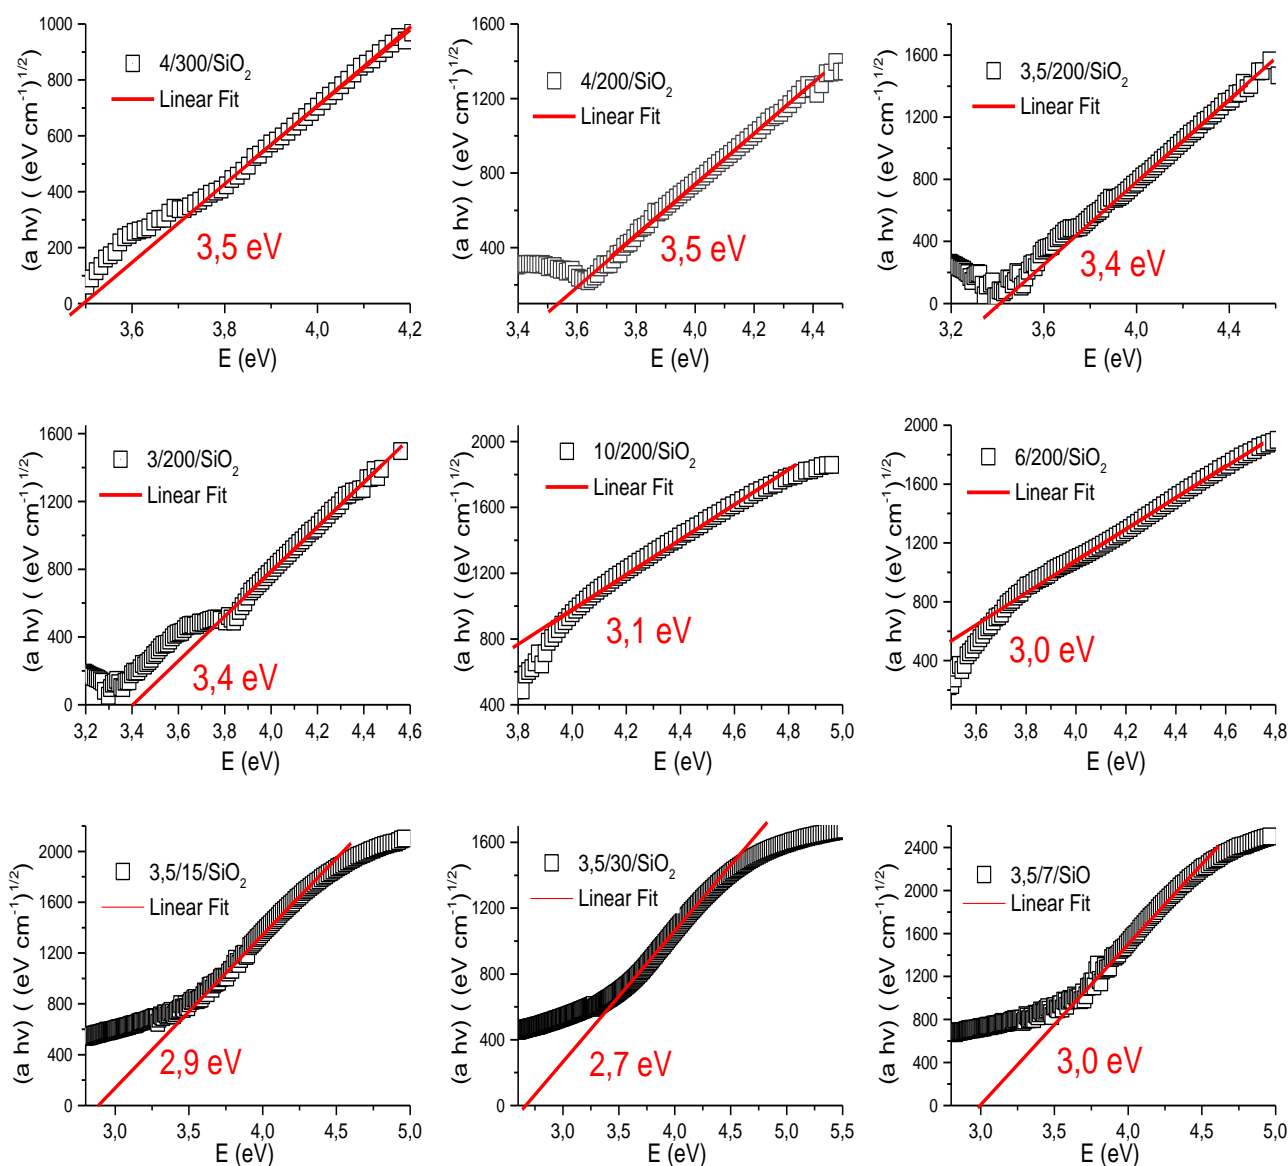 (a hν) ( (eV cm⁻¹)^1/2)
1000
800
600
400
200
0
4/300/SiO₂
Linear Fit
3,5 eV
3,6 3,8 4,0 4,2
E (eV)
(a hν) ( (eV cm⁻¹)^1/2)
1600
1200
800
400
0
4/200/SiO₂
Linear Fit
3,5 eV
3,4 3,6 3,8 4,0 4,2 4,4
E (eV)
(a hν) ( (eV cm⁻¹)^1/2)
1600
1200
800
400
0
3,5/200/SiO₂
Linear Fit
3,4 eV
3,2 3,6 4,0 4,4
E (eV)
(a hν) ( (eV cm⁻¹)^1/2)
1600
1200
800
400
0
3/200/SiO₂
Linear Fit
3,4 eV
3,2 3,4 3,6 3,8 4,0 4,2 4,4 4,6
E (eV)
(a hν) ( (eV cm⁻¹)^1/2)
2000
1600
1200
800
400
10/200/SiO₂
Linear Fit
3,1 eV
3,8 4,0 4,2 4,4 4,6 4,8 5,0
E (eV)
(a hν) ( (eV cm⁻¹)^1/2)
2000
1600
1200
800
400
6/200/SiO₂
Linear Fit
3,0 eV
3,6 3,8 4,0 4,2 4,4 4,6 4,8
E (eV)
(a hν) ( (eV cm⁻¹)^1/2)
2000
1600
1200
800
400
0
3,5/15/SiO₂
Linear Fit
2,9 eV
3,0 3,5 4,0 4,5 5,0
E (eV)
(a hν) ( (eV cm⁻¹)^1/2)
1600
1200
800
400
0
3,5/30/SiO₂
Linear Fit
2,7 eV
3,0 3,5 4,0 4,5 5,0 5,5
E (eV)
(a hν) ( (eV cm⁻¹)^1/2)
2400
2000
1600
1200
800
400
0
3,5/7/SiO
Linear Fit
3,0 eV
3,0 3,5 4,0 4,5 5,0
E (eV)